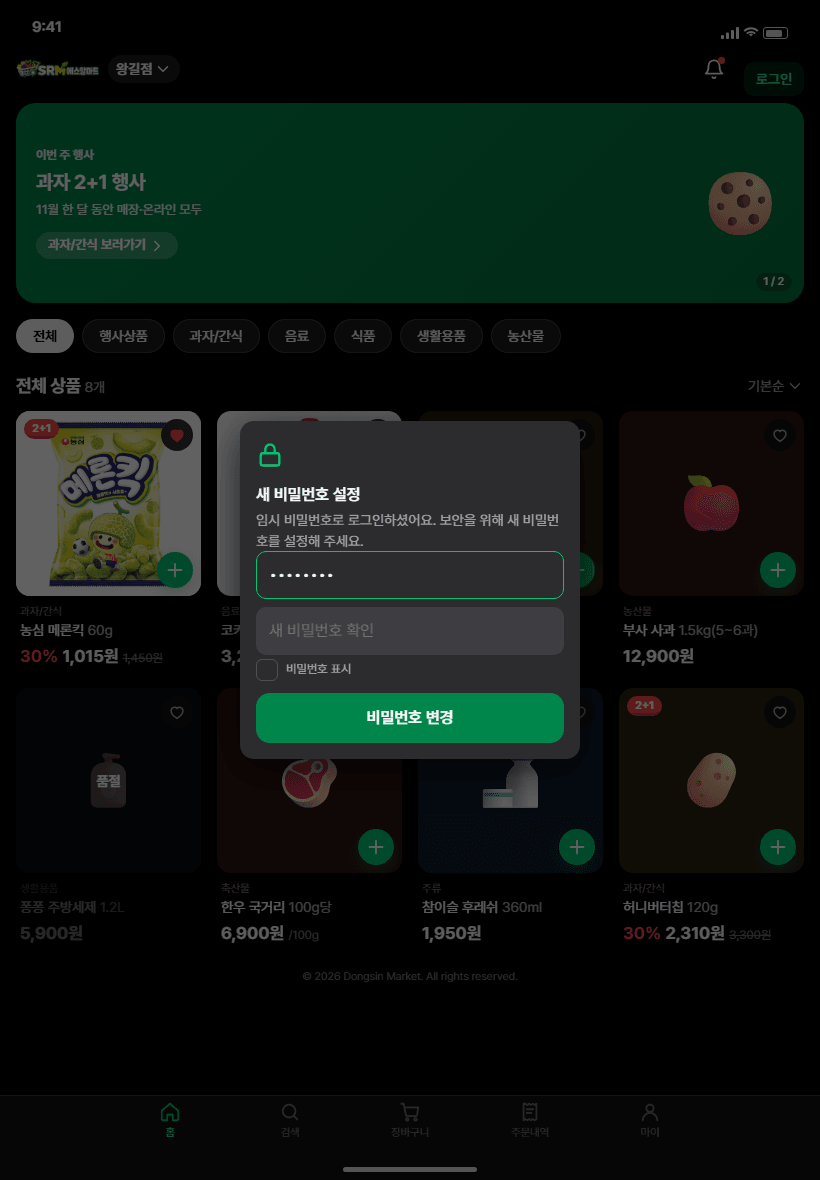 9:41
SRM 에스알마트
왕길점
로그인
이번 주 행사
과자 2+1 행사
11월 한 달 동안 매장·온라인 모두
과자/간식 보러가기
1 / 2
전체
행사상품
과자/간식
음료
식품
생활용품
농산물
전체 상품 8개
기본순
2+1
농심
메론킥
새 비밀번호 설정
임시 비밀번호로 로그인하셨어요. 보안을 위해 새 비밀번
호를 설정해 주세요.
••••••••
새 비밀번호 확인
비밀번호 표시
비밀번호 변경
과자/간식
농심 메론킥 60g
30% 1,015원 1,450원
음료
농산물
부사 사과 1.5kg(5~6과)
12,900원
품절
2+1
생활용품
퐁퐁 주방세제 1.2L
5,900원
축산물
한우 국거리 100g당
6,900원 /100g
주류
참이슬 후레쉬 360ml
1,950원
과자/간식
허니버터칩 120g
30% 2,310원 3,300원
© 2026 Dongsin Market. All rights reserved.
홈
검색
장바구니
주문내역
마이